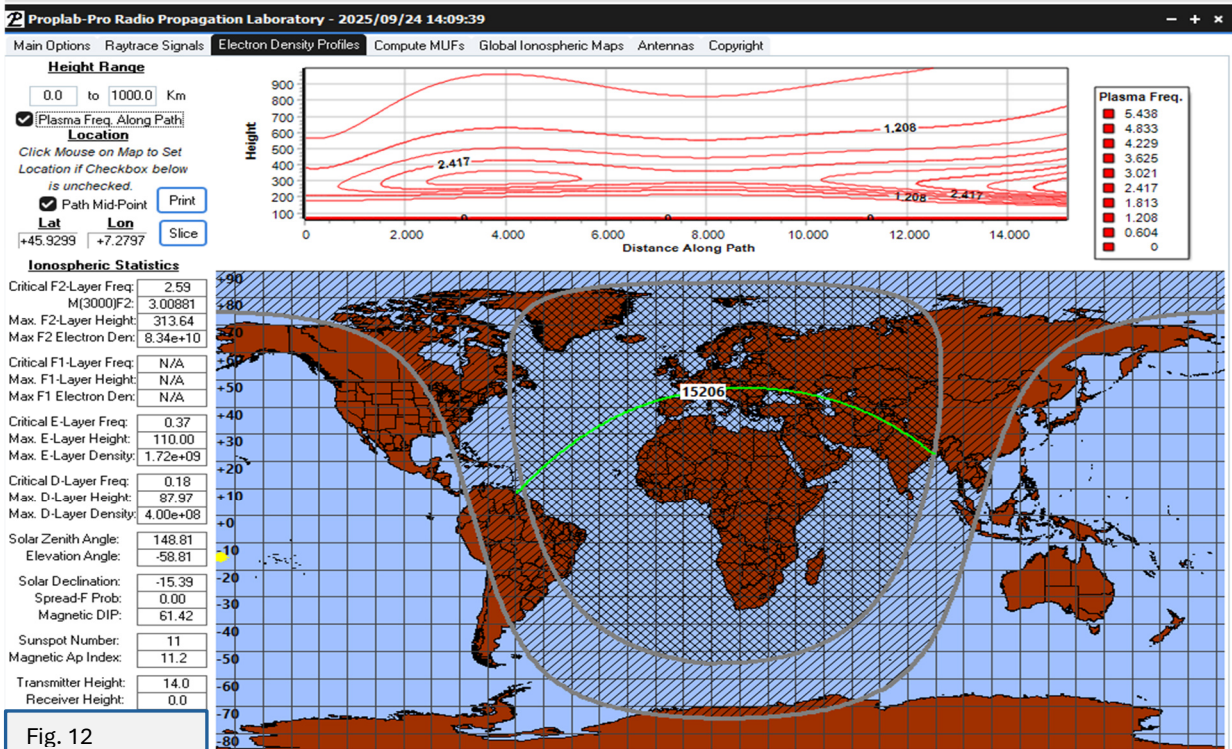 Proplab-Pro Radio Propagation Laboratory - 2025/09/24 14:09:39
Main Options Raytrace Signals Electron Density Profiles Compute MUFs Global Ionospheric Maps Antennas Copyright
Height Range
0.0 to 1000.0 Km
Plasma Freq. Along Path
Location
Click Mouse on Map to Set
Location if Checkbox below
is unchecked.
Path Mid-Point Print
Lat Lon
+45.9299 +7.2797 Slice
Ionospheric Statistics
Critical F2-Layer Freq: 2.59
M(3000)F2: 3.00881
Max. F2-Layer Height: 313.64
Max F2 Electron Den: 8.34e+10
Critical F1-Layer Freq: N/A
Max. F1-Layer Height: N/A
Max F1 Electron Den: N/A
Critical E-Layer Freq: 0.37
Max. E-Layer Height: 110.00
Max. E-Layer Density: 1.72e+09
Critical D-Layer Freq: 0.18
Max. D-Layer Height: 87.97
Max. D-Layer Density: 4.00e+08
Solar Zenith Angle: 148.81
Elevation Angle: -58.81
Solar Declination: -15.39
Spread-F Prob: 0.00
Magnetic DIP: 61.42
Sunspot Number: 11
Magnetic Ap Index: 11.2
Transmitter Height: 14.0
Receiver Height: 0.0
Fig. 12
Height
900
800
700
600
500
400
300
200
100
1.208
2.417
1.208 2.417
0 0 0
0 2.000 4.000 6.000 8.000 10.000 12.000 14.000
Distance Along Path
Plasma Freq.
5.438
4.833
4.229
3.625
3.021
2.417
1.813
1.208
0.604
0
+90
+80
+70
+60
+50
+40
+30
+20
+10
+0
-10
-20
-30
-40
-50
-60
-70
-80
15206